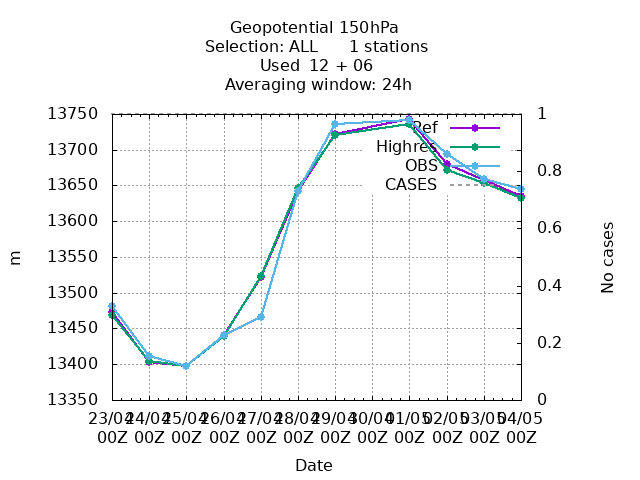 Geopotential 150hPa
Selection: ALL 1 stations
Used 12 + 06
Averaging window: 24h
13750
13700
13650
13600
13550
13500
13450
13400
13350
m
1
0.8
0.6
0.4
0.2
0
No cases
Ref
Highres
OBS
CASES
23/04 24/04 25/04 26/04 27/04 28/04 29/04 30/04 01/05 02/05 03/05 04/05
00Z 00Z 00Z 00Z 00Z 00Z 00Z 00Z 00Z 00Z 00Z 00Z
Date